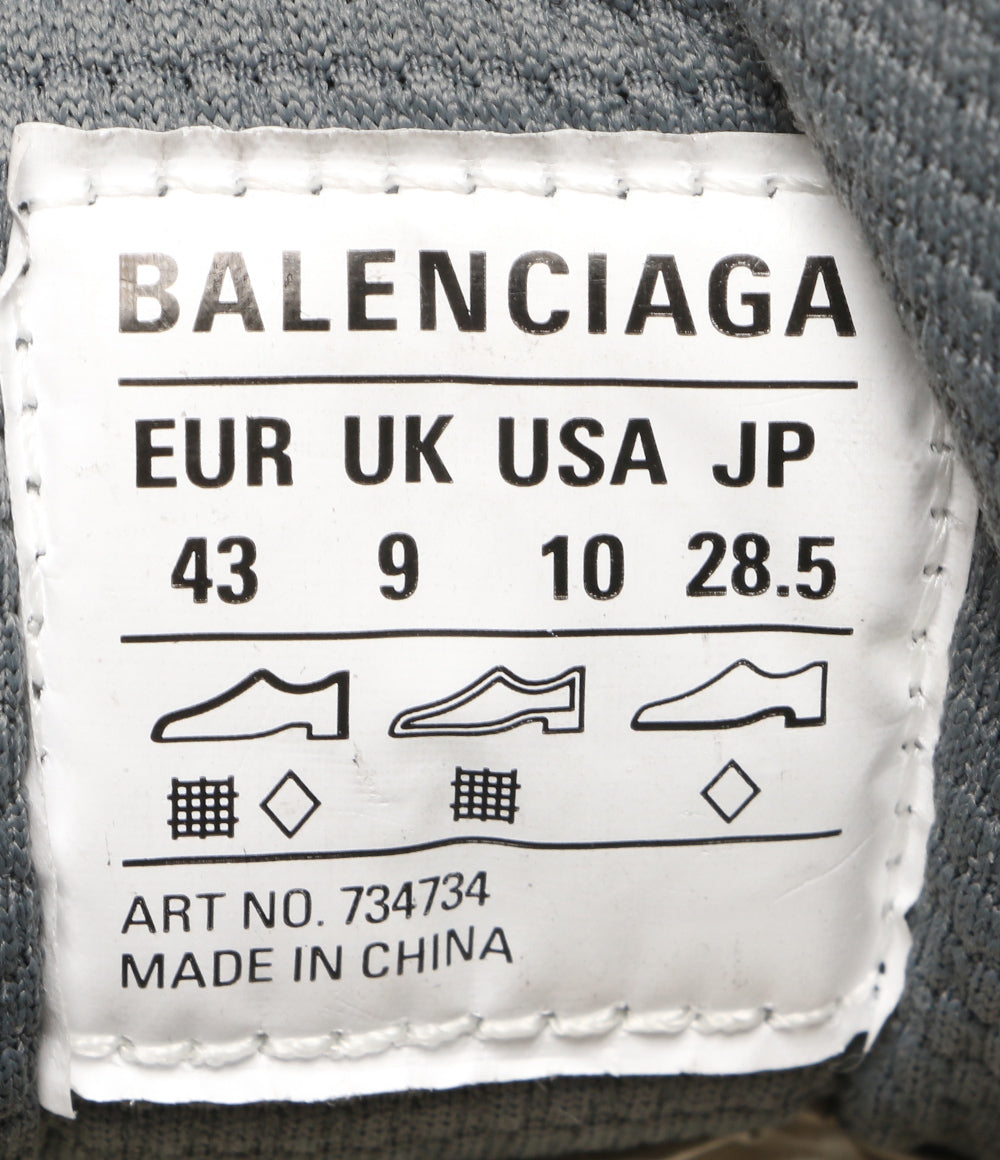 BALENCIAGA
EUR UK USA JP
43 9 10 28.5
ART NO. 734734
MADE IN CHINA